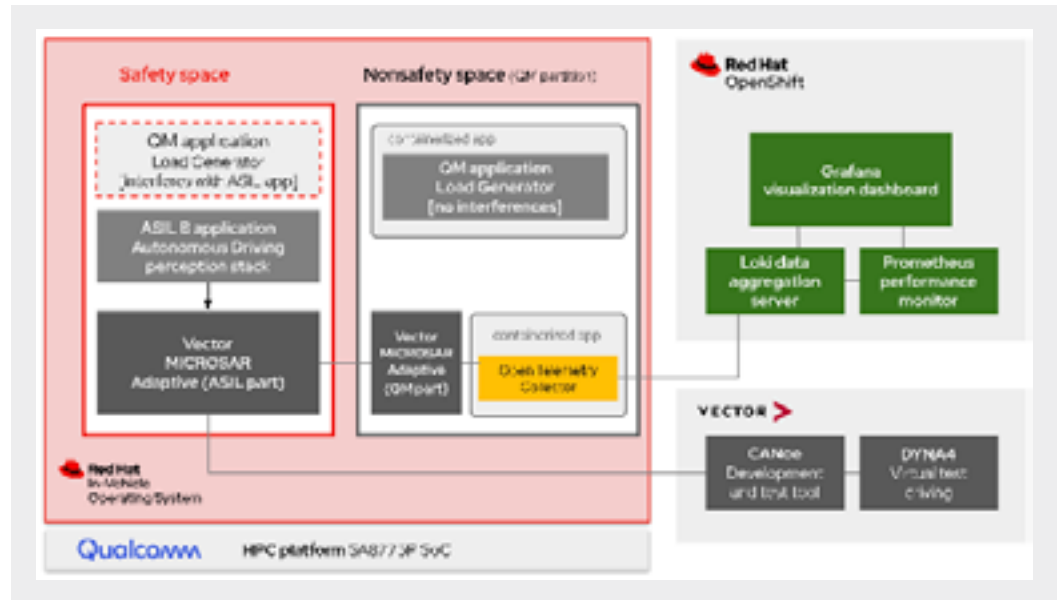 Safety space
QM application
Load Generator
[interferes with ASIL app]
ASIL B application
Autonomous Driving
perception stack
Vector
MICROSAR
Adaptive (ASIL part)
Nonsafety space (QM partition)
containerized app
QM application
Load Generator
[no interferences]
Vector
MICROSAR
Adaptive
(QM part)
containerized app
Open Telemetry
Collector
Red Hat
In-Vehicle
Operating System
Qualcomm
HPC platform SA8775P SoC
Red Hat
OpenShift
Grafana
visualization dashboard
Loki data
aggregation
server
Prometheus
performance
monitor
VECTOR
CANoe
Development
and test tool
DYNA4
Virtual test
driving